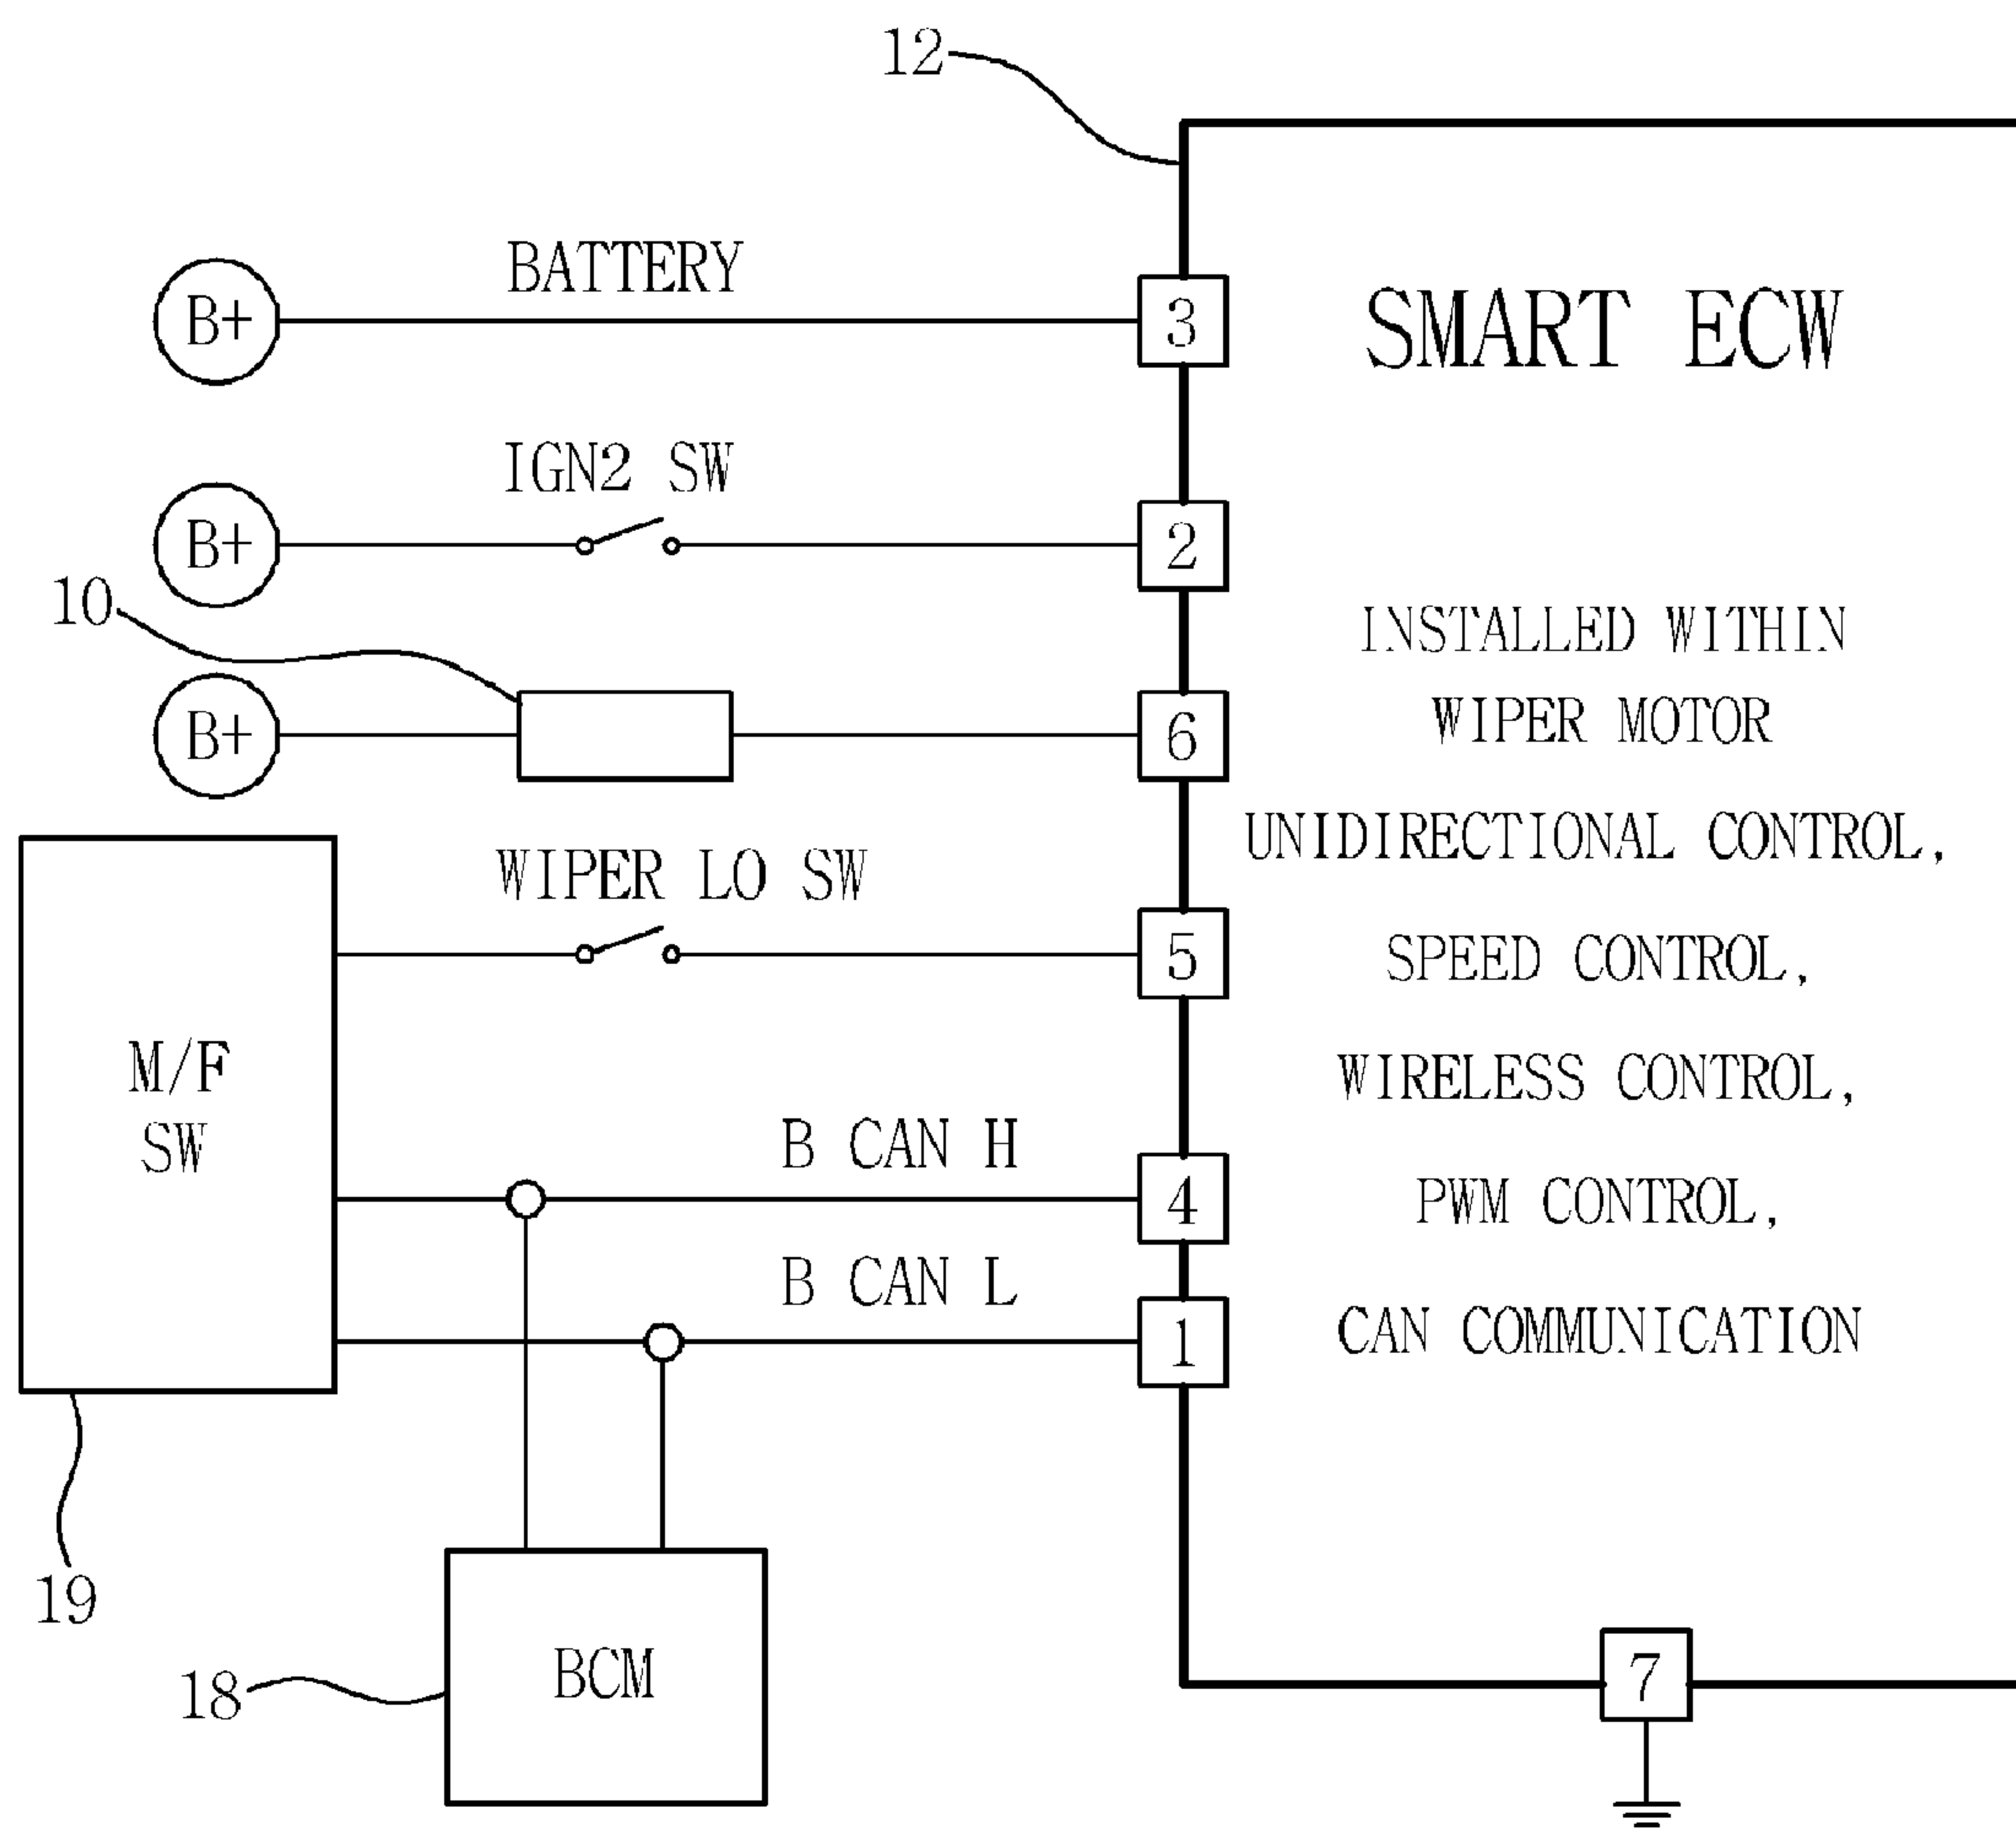 12
BATTERY
B+
3
SMART ECW
IGN2 SW
B+
2
10
B+
6
INSTALLED WITHIN
WIPER MOTOR
UNIDIRECTIONAL CONTROL,
SPEED CONTROL,
WIRELESS CONTROL,
PWM CONTROL,
CAN COMMUNICATION
WIPER LO SW
5
M/F
SW
B CAN H
4
B CAN L
1
19
18
BCM
7